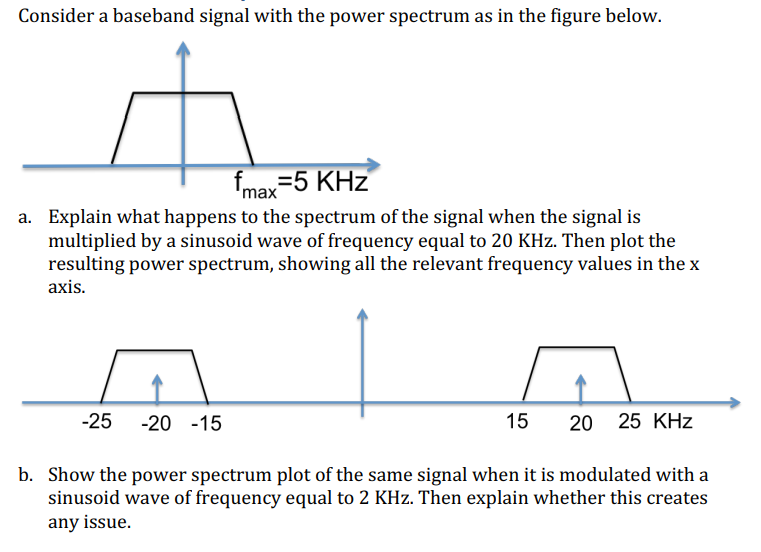 Consider a baseband signal with the power spectrum as in the figure below.
fmax=5 KHz
a. Explain what happens to the spectrum of the signal when the signal is
multiplied by a sinusoid wave of frequency equal to 20 KHz. Then plot the
resulting power spectrum, showing all the relevant frequency values in the x
axis.
-25 -20 -15 15 20 25 KHz
b. Show the power spectrum plot of the same signal when it is modulated with a
sinusoid wave of frequency equal to 2 KHz. Then explain whether this creates
any issue.